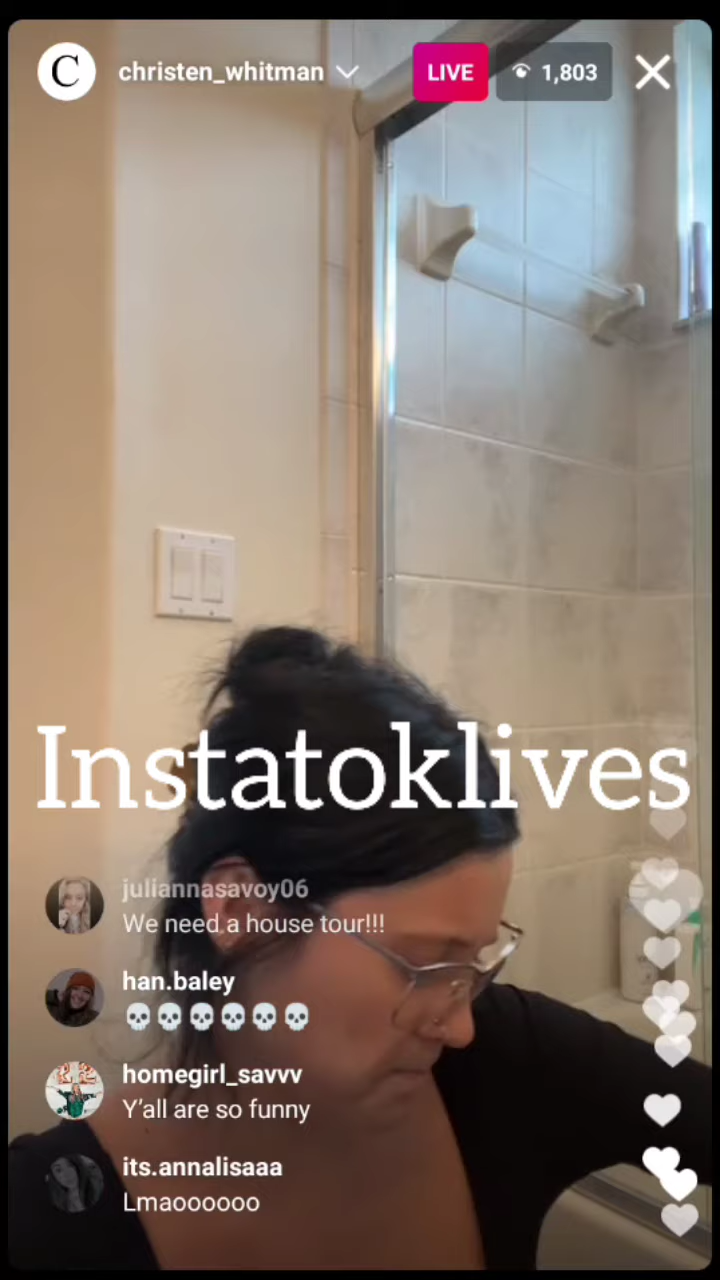 C
christen_whitman
LIVE
1,803
Instatoklives
juliannasavoy06
We need a house tour!!!
han.baley
💀💀💀💀💀💀
homegirl_savvv
Y'all are so funny
its.annalisaaa
Lmaoooooo